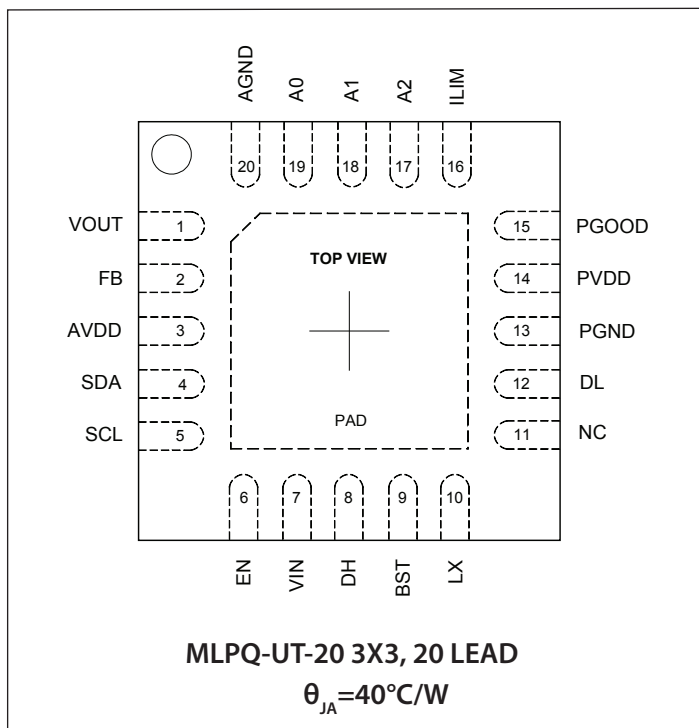 AGND A0 A1 A2 ILIM
20 19 18 17 16
VOUT 1 15 PGOOD
FB 2 TOP VIEW 14 PVDD
AVDD 3 13 PGND
SDA 4 12 DL
SCL 5 PAD 11 NC
6 7 8 9 10
EN VIN DH BST LX
MLPQ-UT-20 3X3, 20 LEAD
θJA=40°C/W